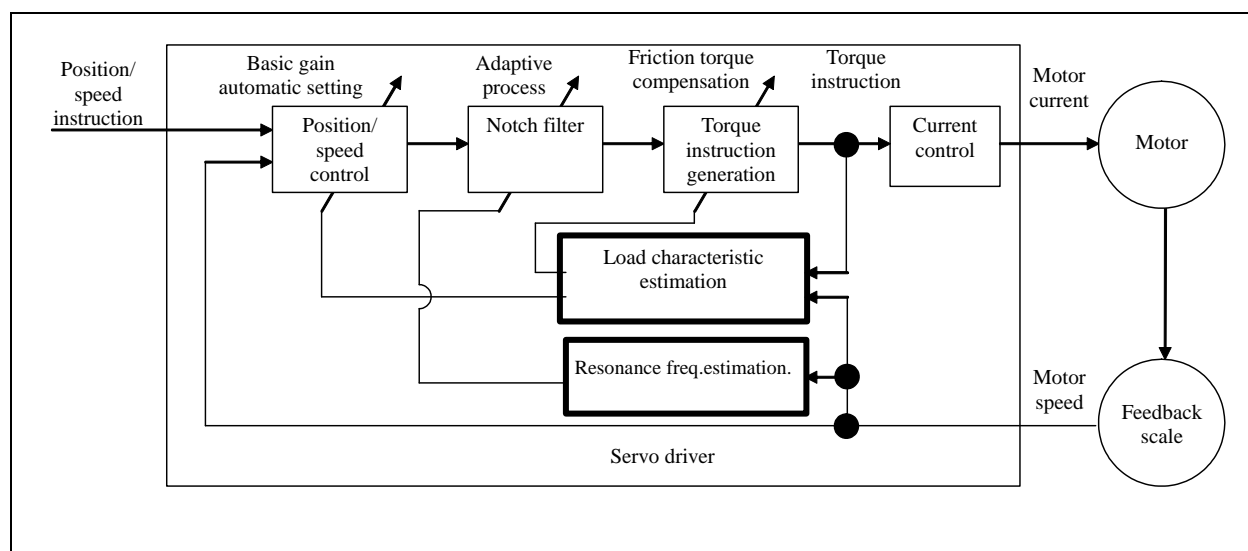 Position/
speed
instruction
Basic gain
automatic setting
Adaptive
process
Friction torque
compensation
Torque
instruction
Motor
current
Position/
speed
control
Notch filter
Torque
instruction
generation
Current
control
Motor
Load characteristic
estimation
Resonance freq.estimation.
Motor
speed
Feedback
scale
Servo driver